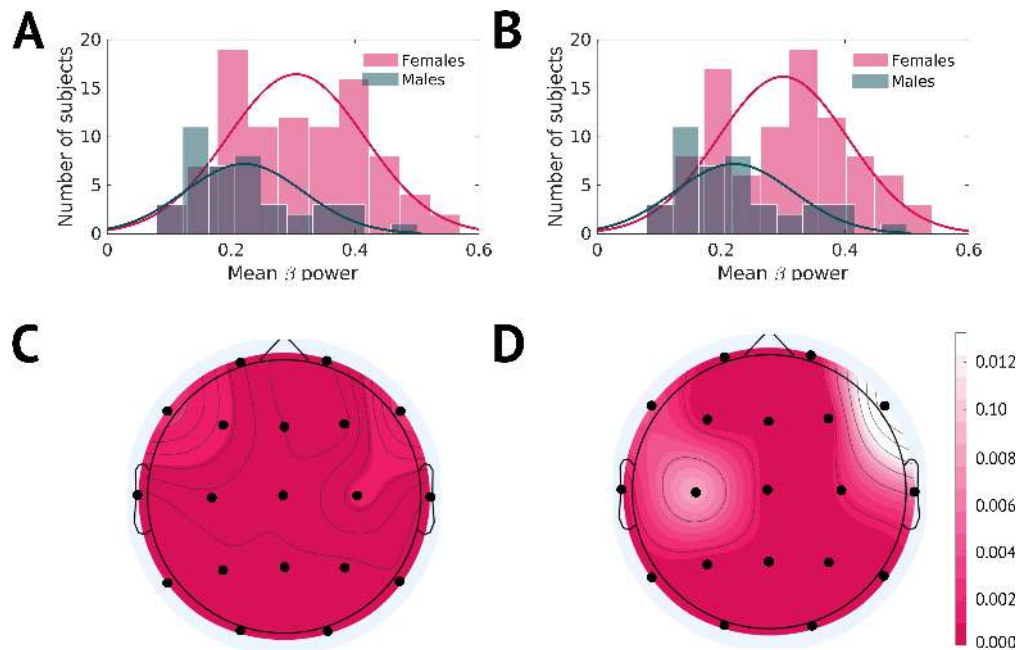 A
Number of subjects
20
15
10
5
0
Females
Males
0
0.2
0.4
0.6
Mean β power
B
Number of subjects
20
15
10
5
0
Females
Males
0
0.2
0.4
0.6
Mean β power
C
D
0.012
0.10
0.008
0.006
0.004
0.002
0.000